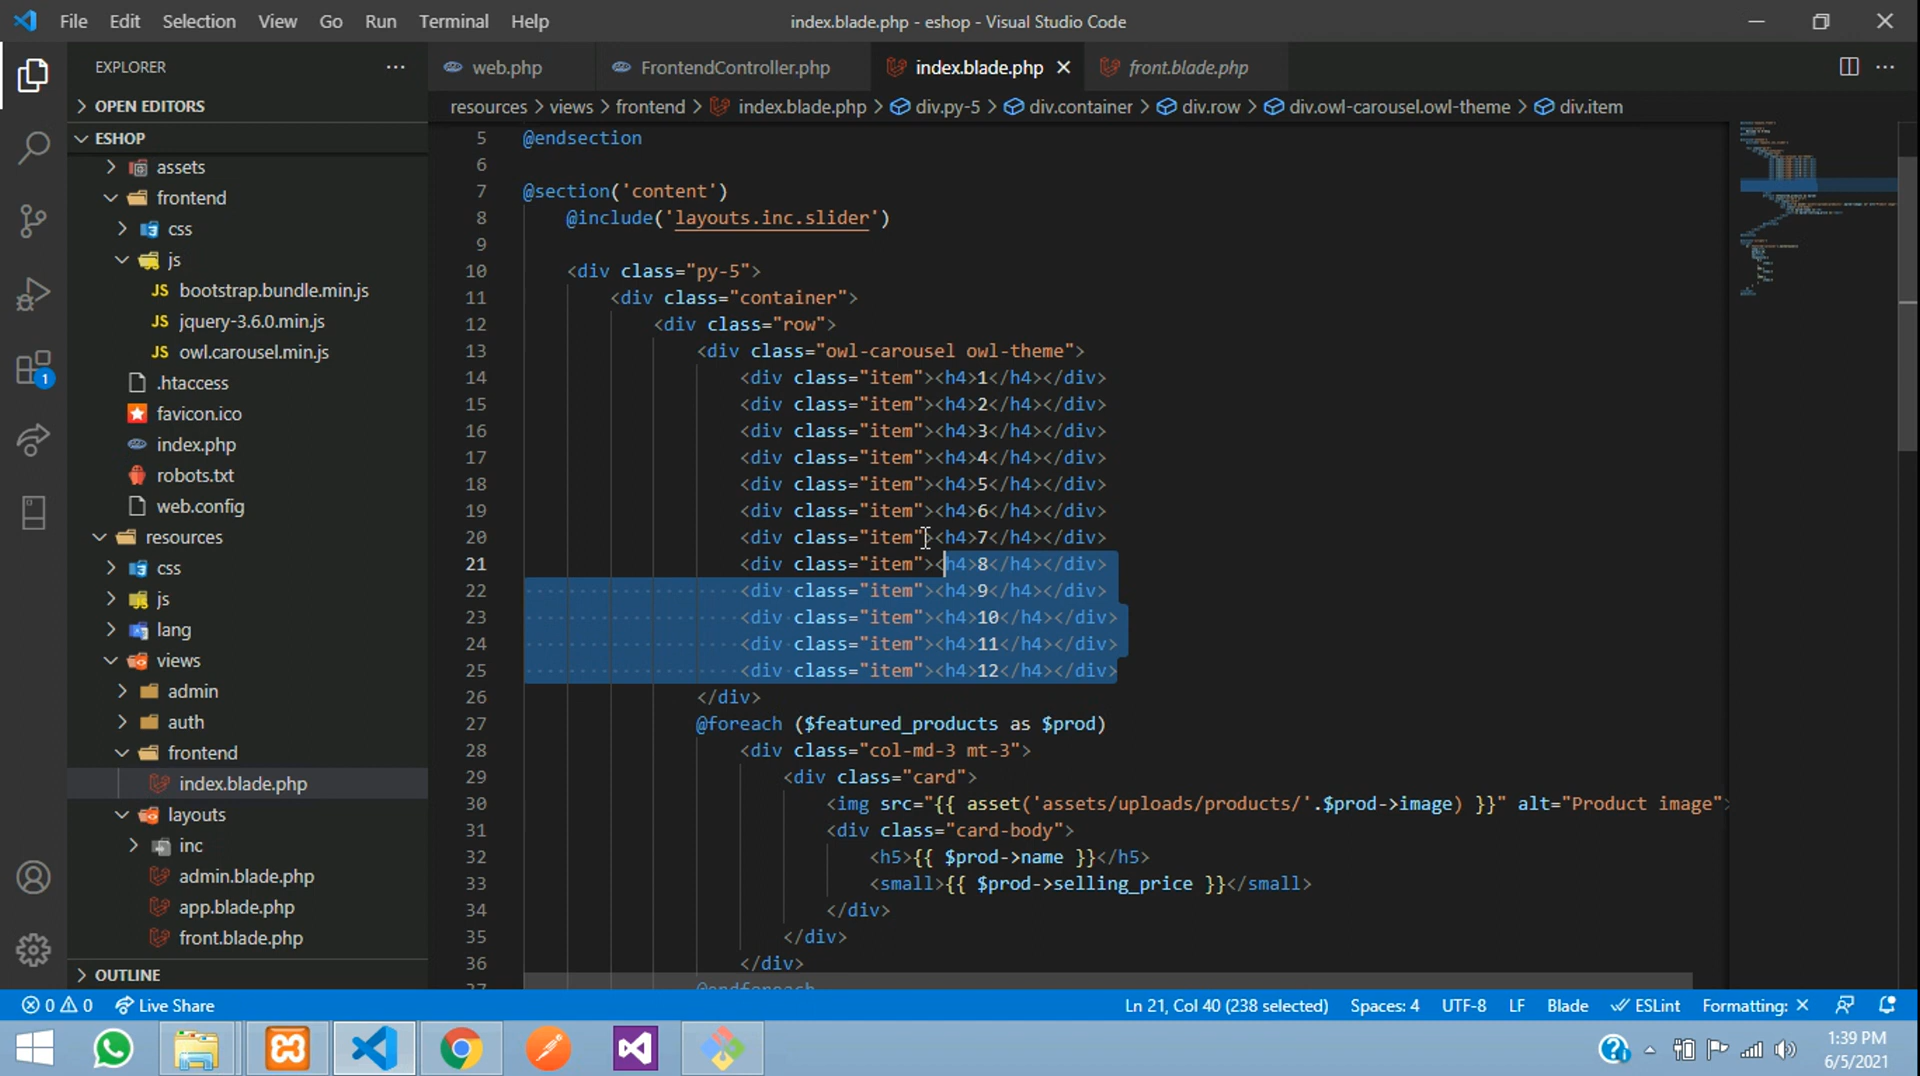 File Edit Selection View Go Run Terminal Help
index.blade.php - eshop - Visual Studio Code
EXPLORER
web.php
FrontendController.php
index.blade.php
front.blade.php
OPEN EDITORS
resources > views > frontend > index.blade.php > div.py-5 > div.container > div.row > div.owl-carousel.owl-theme > div.item
ESHOP
assets
frontend
css
js
JS bootstrap.bundle.min.js
JS jquery-3.6.0.min.js
JS owl.carousel.min.js
.htaccess
favicon.ico
index.php
robots.txt
web.config
resources
css
js
lang
views
admin
auth
frontend
index.blade.php
layouts
inc
admin.blade.php
app.blade.php
front.blade.php
OUTLINE
1
5 @endsection
6
7 @section('content')
8 @include('layouts.inc.slider')
9
10 <div class="py-5">
11 <div class="container">
12 <div class="row">
13 <div class="owl-carousel owl-theme">
14 <div class="item"><h4>1</h4></div>
15 <div class="item"><h4>2</h4></div>
16 <div class="item"><h4>3</h4></div>
17 <div class="item"><h4>4</h4></div>
18 <div class="item"><h4>5</h4></div>
19 <div class="item"><h4>6</h4></div>
20 <div class="item"><h4>7</h4></div>
21 <div class="item"><h4>8</h4></div>
22 <div class="item"><h4>9</h4></div>
23 <div class="item"><h4>10</h4></div>
24 <div class="item"><h4>11</h4></div>
25 <div class="item"><h4>12</h4></div>
26 </div>
27 @foreach ($featured_products as $prod)
28 <div class="col-md-3 mt-3">
29 <div class="card">
30 <img src="{{ asset('assets/uploads/products/'.$prod->image) }}" alt="Product image">
31 <div class="card-body">
32 <h5>{{ $prod->name }}</h5>
33 <small>{{ $prod->selling_price }}</small>
34 </div>
35 </div>
36 </div>
37 @endforeach
0 0 Live Share
Ln 21, Col 40 (238 selected) Spaces: 4 UTF-8 LF Blade ESLint Formatting: ×
1:39 PM
6/5/2021